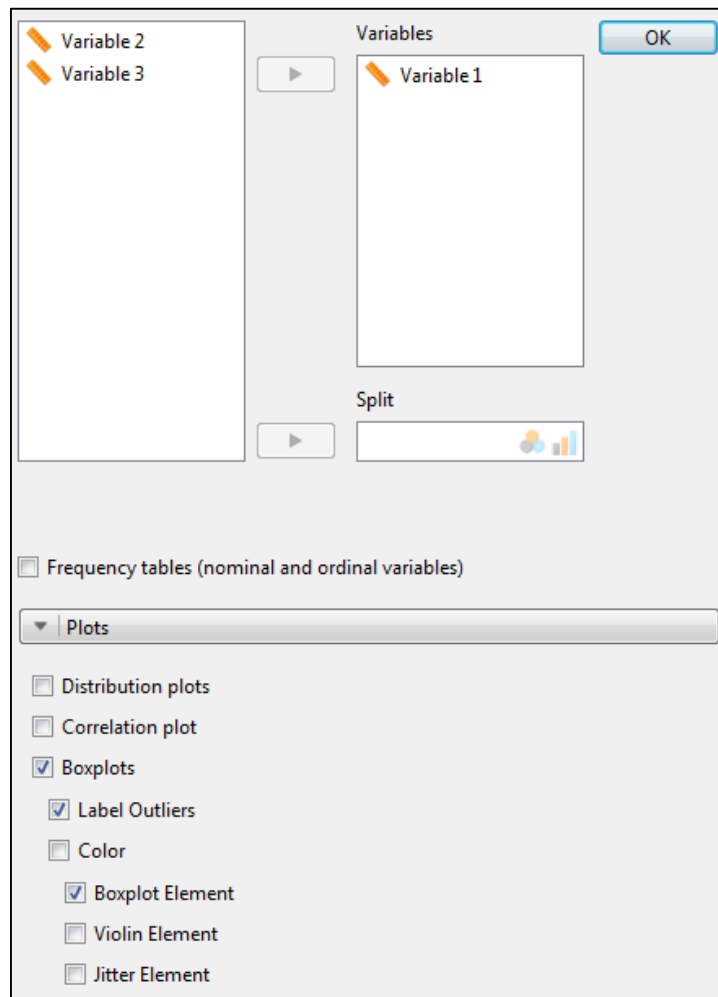 Variable 2
Variable 3
Variables
OK
Variable 1
Split
Frequency tables (nominal and ordinal variables)
Plots
Distribution plots
Correlation plot
Boxplots
Label Outliers
Color
Boxplot Element
Violin Element
Jitter Element